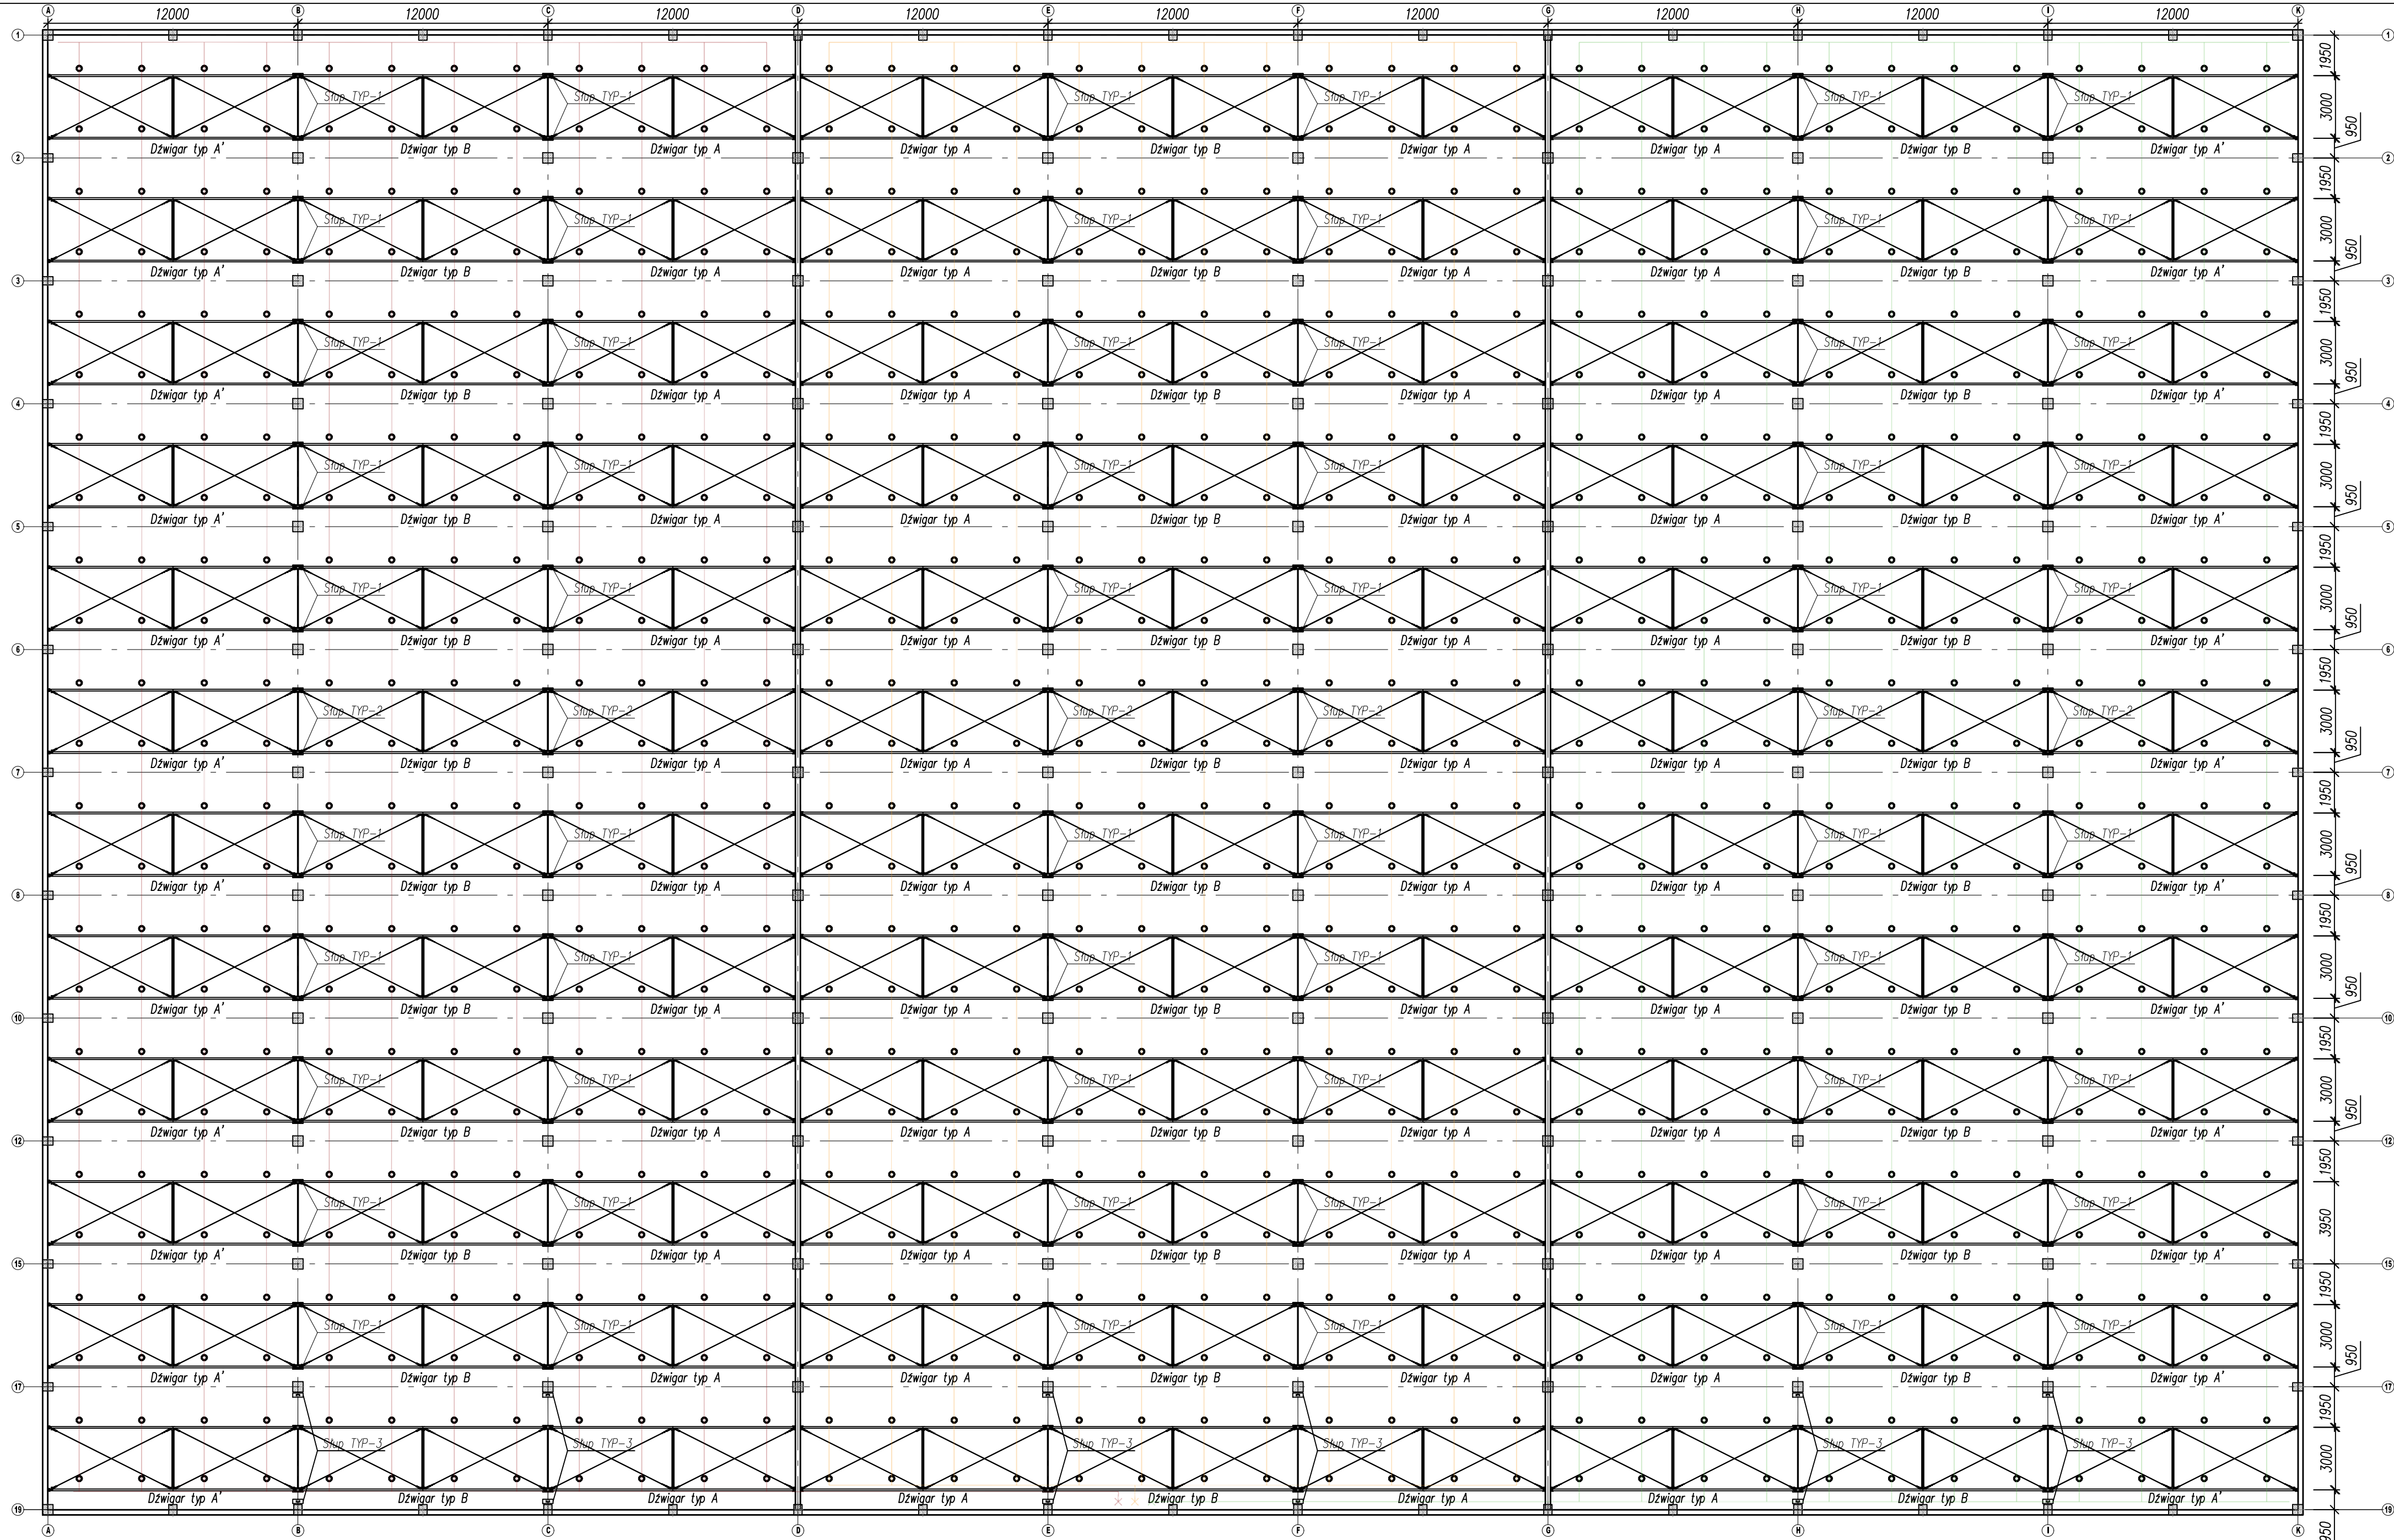 A 12000 B 12000 C 12000 D 12000 E 12000 F 12000 G 12000 H 12000 I 12000 K
1 1
1950
Słup TYP-1 Słup TYP-1 Słup TYP-1 Słup TYP-1 Słup TYP-1 Słup TYP-1 3000
950
Dźwigar typ A' Dźwigar typ B Dźwigar typ A Dźwigar typ A Dźwigar typ B Dźwigar typ A Dźwigar typ A Dźwigar typ B Dźwigar typ A'
2 2
1950
Słup TYP-1 Słup TYP-1 Słup TYP-1 Słup TYP-1 Słup TYP-1 Słup TYP-1 3000
950
Dźwigar typ A' Dźwigar typ B Dźwigar typ A Dźwigar typ A Dźwigar typ B Dźwigar typ A Dźwigar typ A Dźwigar typ B Dźwigar typ A'
3 3
1950
Słup TYP-1 Słup TYP-1 Słup TYP-1 Słup TYP-1 Słup TYP-1 Słup TYP-1 3000
950
Dźwigar typ A' Dźwigar typ B Dźwigar typ A Dźwigar typ A Dźwigar typ B Dźwigar typ A Dźwigar typ A Dźwigar typ B Dźwigar typ A'
4 4
1950
Słup TYP-1 Słup TYP-1 Słup TYP-1 Słup TYP-1 Słup TYP-1 Słup TYP-1 3000
950
Dźwigar typ A' Dźwigar typ B Dźwigar typ A Dźwigar typ A Dźwigar typ B Dźwigar typ A Dźwigar typ A Dźwigar typ B Dźwigar typ A'
5 5
1950
Słup TYP-1 Słup TYP-1 Słup TYP-1 Słup TYP-1 Słup TYP-1 Słup TYP-1 3000
950
Dźwigar typ A' Dźwigar typ B Dźwigar typ A Dźwigar typ A Dźwigar typ B Dźwigar typ A Dźwigar typ A Dźwigar typ B Dźwigar typ A'
6 6
1950
Słup TYP-2 Słup TYP-2 Słup TYP-2 Słup TYP-2 Słup TYP-2 Słup TYP-2 3000
950
Dźwigar typ A' Dźwigar typ B Dźwigar typ A Dźwigar typ A Dźwigar typ B Dźwigar typ A Dźwigar typ A Dźwigar typ B Dźwigar typ A'
7 7
1950
Słup TYP-1 Słup TYP-1 Słup TYP-1 Słup TYP-1 Słup TYP-1 Słup TYP-1 3000
950
Dźwigar typ A' Dźwigar typ B Dźwigar typ A Dźwigar typ A Dźwigar typ B Dźwigar typ A Dźwigar typ A Dźwigar typ B Dźwigar typ A'
8 8
1950
Słup TYP-1 Słup TYP-1 Słup TYP-1 Słup TYP-1 Słup TYP-1 Słup TYP-1 3000
950
Dźwigar typ A' Dźwigar typ B Dźwigar typ A Dźwigar typ A Dźwigar typ B Dźwigar typ A Dźwigar typ A Dźwigar typ B Dźwigar typ A'
10 10
1950
Słup TYP-1 Słup TYP-1 Słup TYP-1 Słup TYP-1 Słup TYP-1 Słup TYP-1 3000
950
Dźwigar typ A' Dźwigar typ B Dźwigar typ A Dźwigar typ A Dźwigar typ B Dźwigar typ A Dźwigar typ A Dźwigar typ B Dźwigar typ A'
12 12
1950
Słup TYP-1 Słup TYP-1 Słup TYP-1 Słup TYP-1 Słup TYP-1 Słup TYP-1 3950
Dźwigar typ A' Dźwigar typ B Dźwigar typ A Dźwigar typ A Dźwigar typ B Dźwigar typ A Dźwigar typ A Dźwigar typ B Dźwigar typ A'
15 15
1950
Słup TYP-1 Słup TYP-1 Słup TYP-1 Słup TYP-1 Słup TYP-1 Słup TYP-1 3000
950
Dźwigar typ A' Dźwigar typ B Dźwigar typ A Dźwigar typ A Dźwigar typ B Dźwigar typ A Dźwigar typ A Dźwigar typ B Dźwigar typ A'
17 17
1950
Słup TYP-3 Słup TYP-3 Słup TYP-3 Słup TYP-3 Słup TYP-3 Słup TYP-3 3000
Dźwigar typ A' Dźwigar typ B Dźwigar typ A Dźwigar typ A Dźwigar typ B Dźwigar typ A Dźwigar typ A Dźwigar typ B Dźwigar typ A'
19 19
950
A B C D E F G H I K